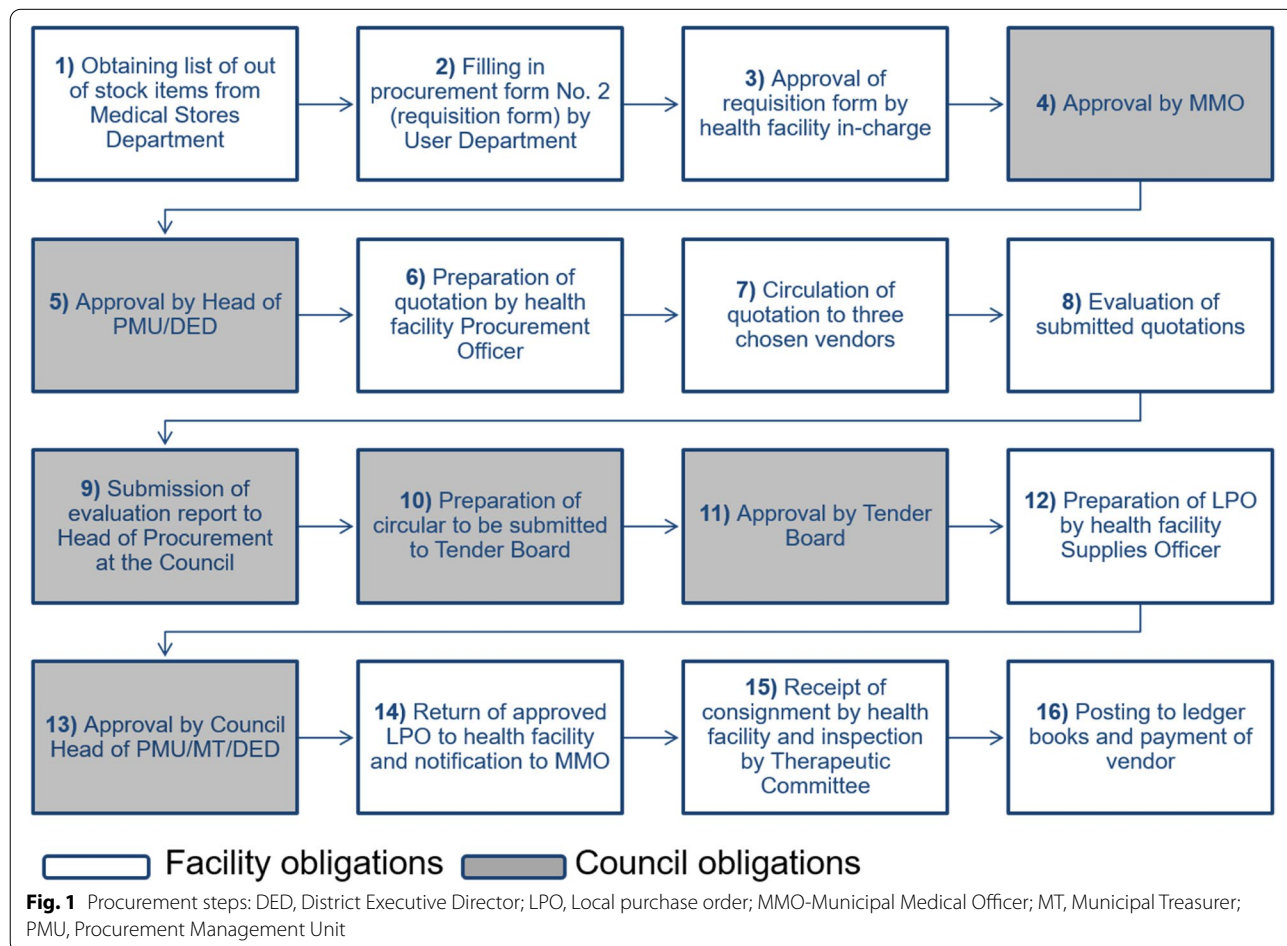 1) Obtaining list of out
of stock items from
Medical Stores
Department
2) Filling in
procurement form No. 2
(requisition form) by
User Department
3) Approval of
requisition form by
health facility in-charge
4) Approval by MMO
5) Approval by Head of
PMU/DED
6) Preparation of
quotation by health
facility Procurement
Officer
7) Circulation of
quotation to three
chosen vendors
8) Evaluation of
submitted quotations
9) Submission of
evaluation report to
Head of Procurement
at the Council
10) Preparation of
circular to be submitted
to Tender Board
11) Approval by Tender
Board
12) Preparation of LPO
by health facility
Supplies Officer
13) Approval by Council
Head of PMU/MT/DED
14) Return of approved
LPO to health facility
and notification to MMO
15) Receipt of
consignment by health
facility and inspection
by Therapeutic
Committee
16) Posting to ledger
books and payment of
vendor
Facility obligations
Council obligations
Fig. 1 Procurement steps: DED, District Executive Director; LPO, Local purchase order; MMO-Municipal Medical Officer; MT, Municipal Treasurer;
PMU, Procurement Management Unit